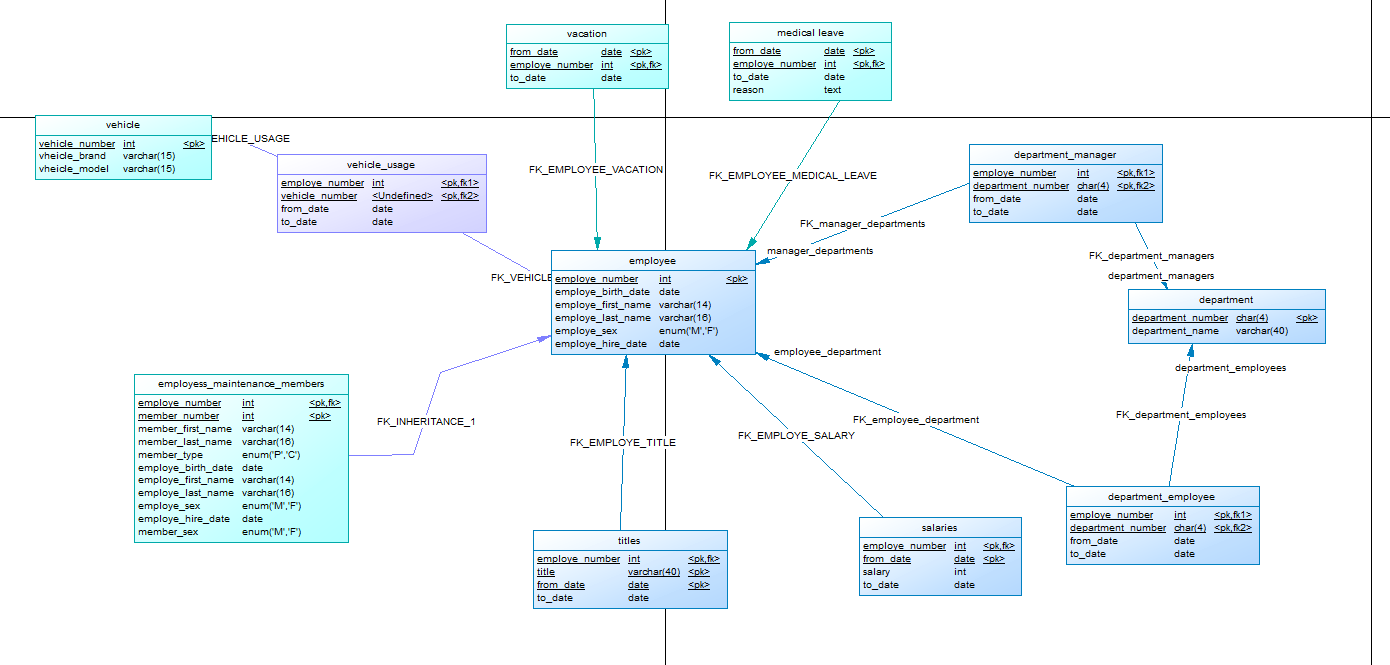 vacation
from_date date <pk>
employe_number int <pk,fk>
to_date date
medical leave
from_date date <pk>
employe_number int <pk,fk>
to_date date
reason text
vehicle
vehicle_number int <pk>
vheicle_brand varchar(15)
vheicle_model varchar(15)
EHICLE_USAGE
vehicle_usage
employe_number int <pk,fk1>
vehicle_number <Undefined> <pk,fk2>
from_date date
to_date date
FK_EMPLOYEE_VACATION
FK_EMPLOYEE_MEDICAL_LEAVE
department_manager
employe_number int <pk,fk1>
department_number char(4) <pk,fk2>
from_date date
to_date date
FK_manager_departments
manager_departments
FK_department_managers
department_managers
FK_VEHICLE
employee
employe_number int <pk>
employe_birth_date date
employe_first_name varchar(14)
employe_last_name varchar(16)
employe_sex enum('M','F')
employe_hire_date date
department
department_number char(4) <pk>
department_name varchar(40)
employee_department
department_employees
employess_maintenance_members
employe_number int <pk,fk>
member_number int <pk>
member_first_name varchar(14)
member_last_name varchar(16)
member_type enum('P','C')
employe_birth_date date
employe_first_name varchar(14)
employe_last_name varchar(16)
employe_sex enum('M','F')
employe_hire_date date
member_sex enum('M','F')
FK_INHERITANCE_1
FK_EMPLOYE_TITLE
FK_EMPLOYE_SALARY
FK_employee_department
FK_department_employees
titles
employe_number int <pk,fk>
title varchar(40) <pk>
from_date date <pk>
to_date date
salaries
employe_number int <pk,fk>
from_date date <pk>
salary int
to_date date
department_employee
employe_number int <pk,fk1>
department_number char(4) <pk,fk2>
from_date date
to_date date